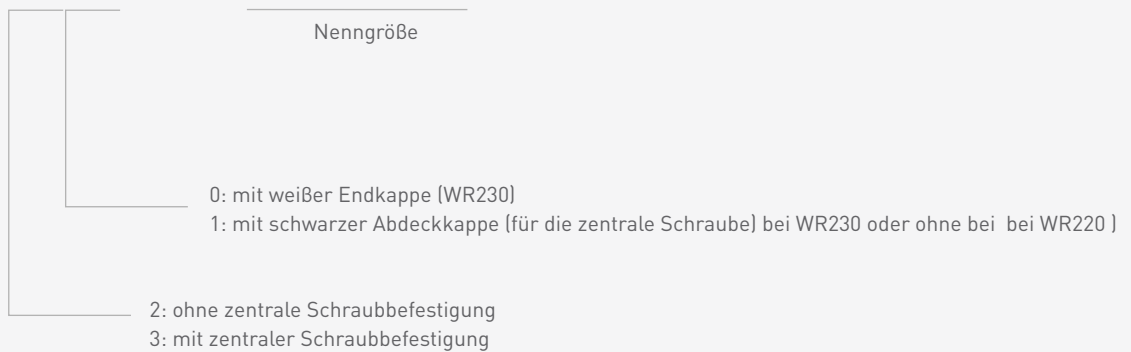 Nenngröße
0: mit weißer Endkappe (WR230)
1: mit schwarzer Abdeckkappe (für die zentrale Schraube) bei WR230 oder ohne bei  bei WR220 )
2: ohne zentrale Schraubbefestigung
3: mit zentraler Schraubbefestigung